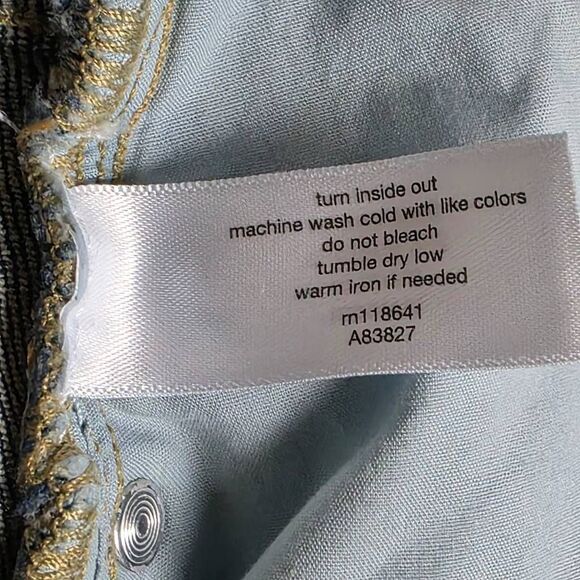 turn inside out
machine wash cold with like colors
do not bleach
tumble dry low
warm iron if needed
rn118641
A83827